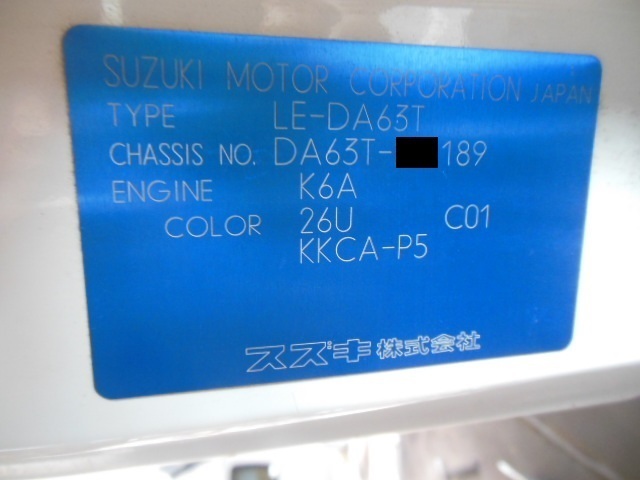 SUZUKI MOTOR CORPORATION JAPAN
TYPE LE-DA63T
CHASSIS NO. DA63T- 189
ENGINE K6A
COLOR 26U C01
KKCA-P5
スズキ株式会社